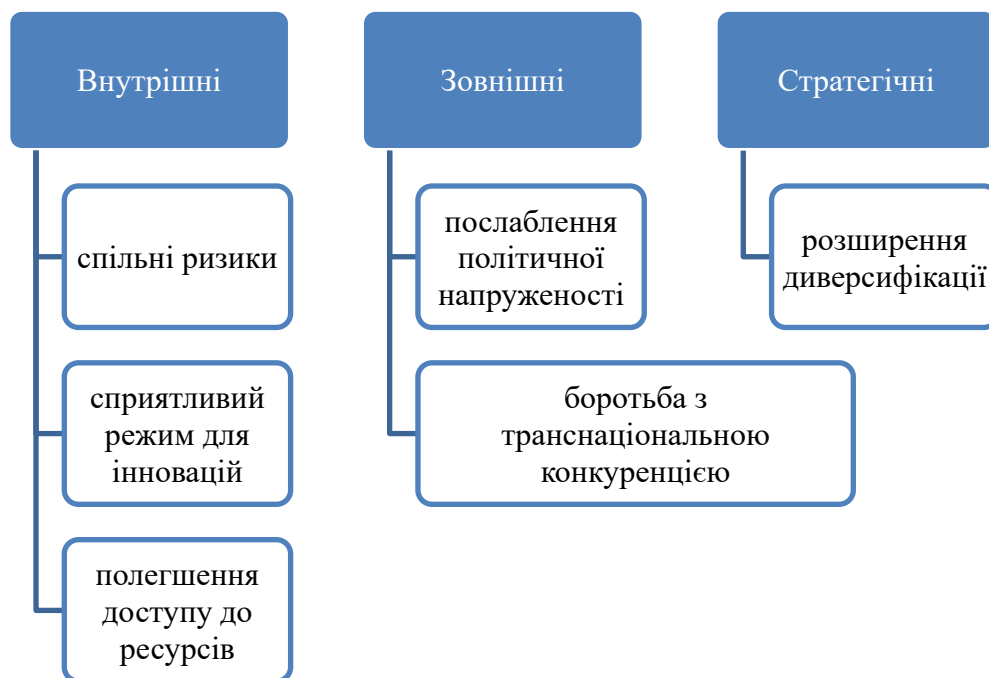 Внутрішні
спільні ризики
сприятливий
режим для
інновацій
полегшення
доступу до
ресурсів
Зовнішні
послаблення
політичної
напруженості
боротьба з
транснаціональною
конкуренцією
Стратегічні
розширення
диверсифікації